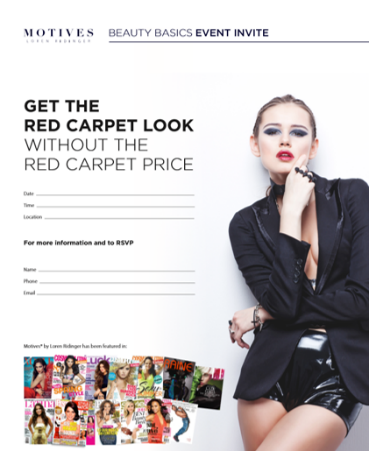 MOTIVES
LOREN RIDINGER
BEAUTY BASICS EVENT INVITE
GET THE
RED CARPET LOOK
WITHOUT THE
RED CARPET PRICE
Date
Time
Location
For more information and to RSVP
Name
Phone
Email
Motives® by Loren Ridinger has been featured in: